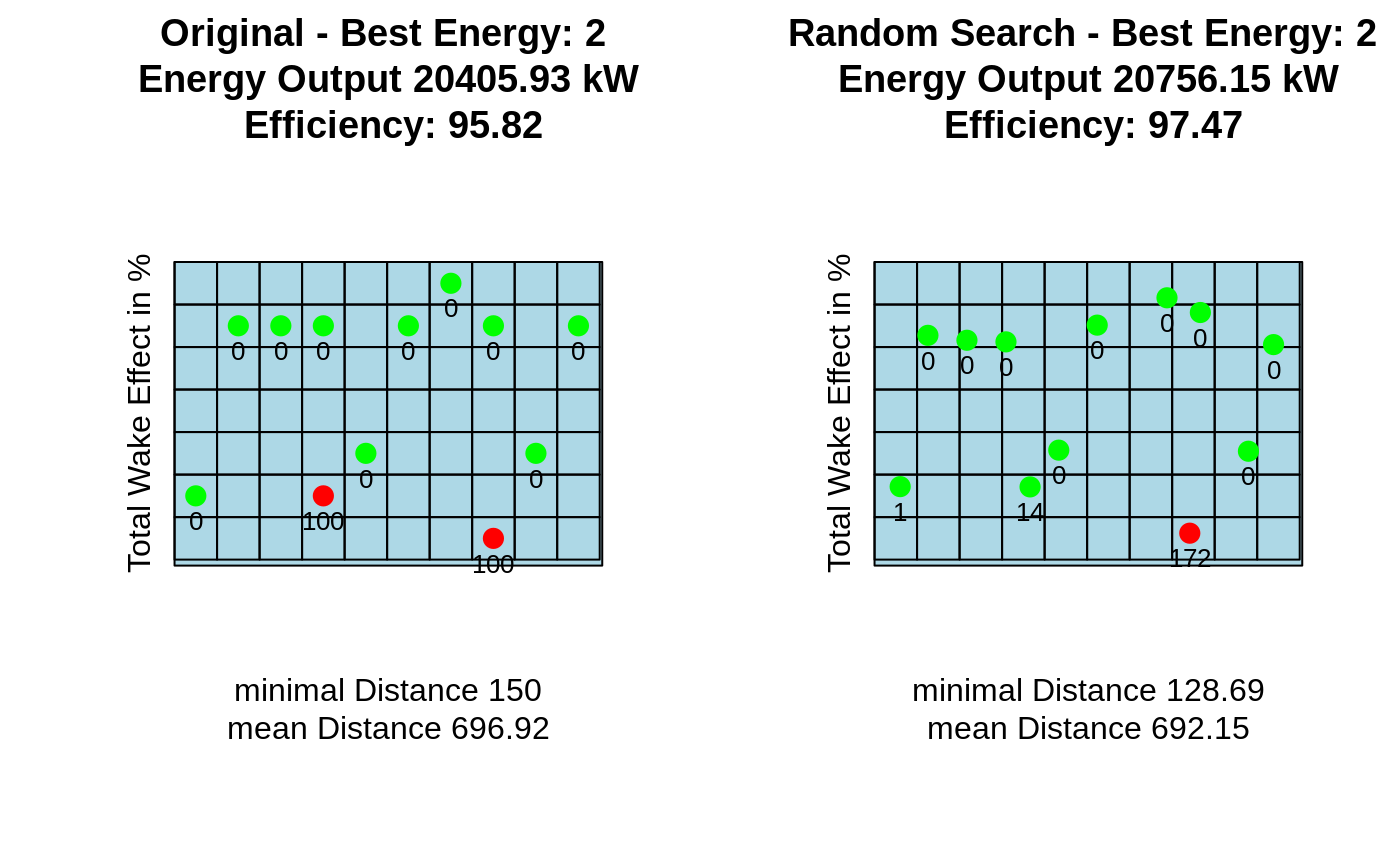 Original - Best Energy: 2
Energy Output 20405.93 kW
Efficiency: 95.82
Total Wake Effect in %
0
0 0 0 0 0 0
0 0
0 100
100
minimal Distance 150
mean Distance 696.92
Random Search - Best Energy: 2
Energy Output 20756.15 kW
Efficiency: 97.47
Total Wake Effect in %
0 0
0 0 0 0 0
0 0
1 14
172
minimal Distance 128.69
mean Distance 692.15